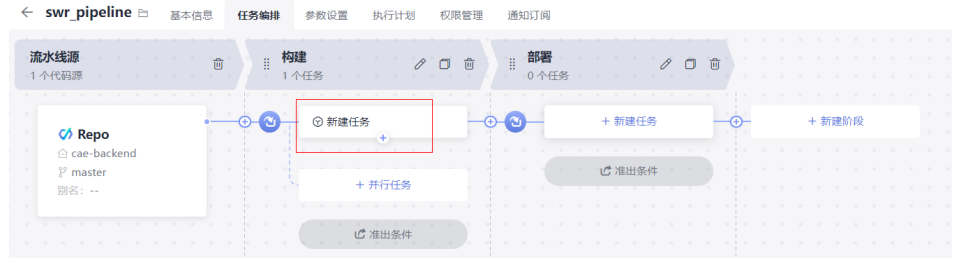 swr_pipeline 基本信息 任务编排 参数设置 执行计划 权限管理 通知订阅
流水线源 构建 部署
1 个代码源 1 个任务 0 个任务
新建任务 + 新建任务 + 新建阶段
Repo
cae-backend
master
别名: --
准出条件
+ 并行任务
准出条件